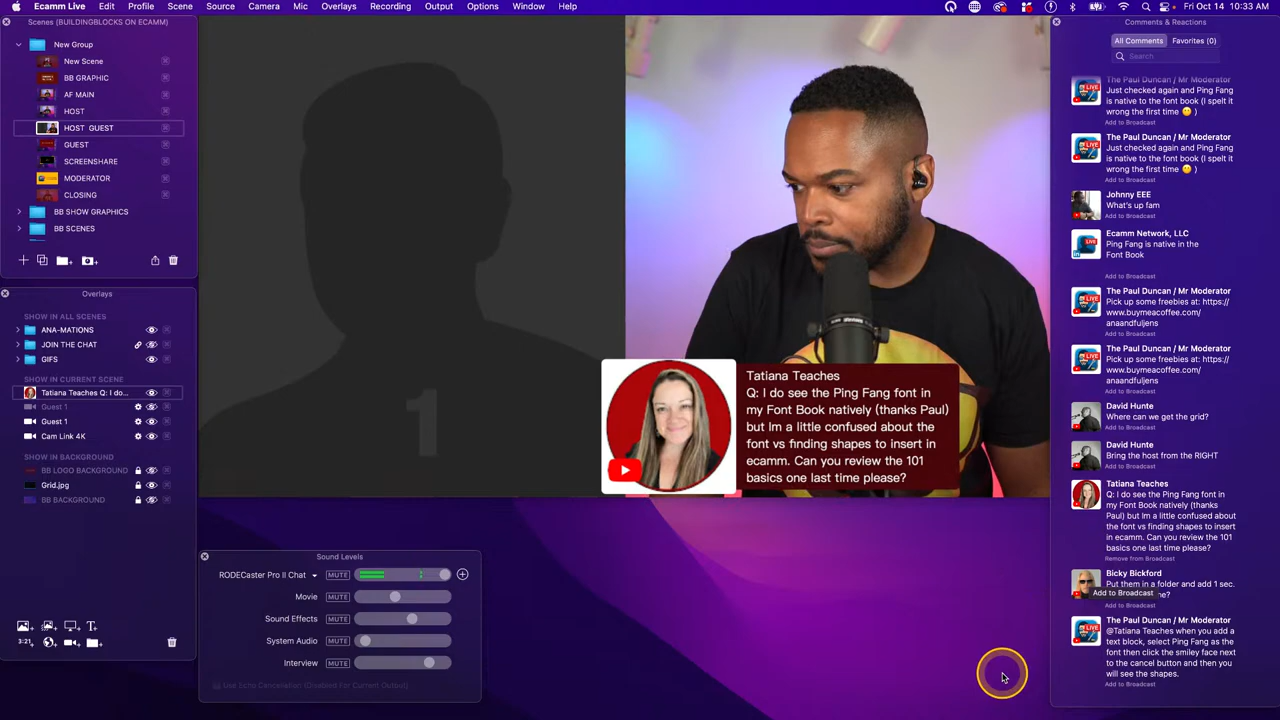 Ecamm Live Edit Profile Scene Source Camera Mic Overlays Recording Output Options Window Help
Fri Oct 14 10:33 AM
Scenes (BUILDINGBLOCKS ON ECAMM)
New Group
New Scene
BB GRAPHIC
AF MAIN
HOST
HOST GUEST
GUEST
SCREENSHARE
MODERATOR
CLOSING
BB SHOW GRAPHICS
BB SCENES
Overlays
SHOW IN ALL SCENES
ANA-MATIONS
JOIN THE CHAT
GIFS
SHOW IN CURRENT SCENE
Tatiana Teaches Q: I do...
Guest 1
Guest 1
Cam Link 4K
SHOW IN BACKGROUND
BB LOGO BACKGROUND
Grid.jpg
BB BACKGROUND
3:21+
1
Tatiana Teaches
Q: I do see the Ping Fang font in
my Font Book natively (thanks Paul)
but Im a little confused about the
font vs finding shapes to insert in
ecamm. Can you review the 101
basics one last time please?
Sound Levels
RODECaster Pro II Chat MUTE
Movie MUTE
Sound Effects MUTE
System Audio MUTE
Interview MUTE
Use Echo Cancellation (Disabled For Current Output)
Comments & Reactions
All Comments Favorites (0)
Search
The Paul Duncan / Mr Moderator
Just checked again and Ping Fang
is native to the font book (I spelt it
wrong the first time 😬 )
Add to Broadcast
The Paul Duncan / Mr Moderator
Just checked again and Ping Fang
is native to the font book (I spelt it
wrong the first time 😬 )
Add to Broadcast
Johnny EEE
What's up fam
Add to Broadcast
Ecamm Network, LLC
Ping Fang is native in the
Font Book
Add to Broadcast
The Paul Duncan / Mr Moderator
Pick up some freebies at: https://
www.buymeacoffee.com/
anaandfuljens
Add to Broadcast
The Paul Duncan / Mr Moderator
Pick up some freebies at: https://
www.buymeacoffee.com/
anaandfuljens
Add to Broadcast
David Hunte
Where can we get the grid?
Add to Broadcast
David Hunte
Bring the host from the RIGHT
Add to Broadcast
Tatiana Teaches
Q: I do see the Ping Fang font in
my Font Book natively (thanks
Paul) but Im a little confused about
the font vs finding shapes to insert
in ecamm. Can you review the 101
basics one last time please?
Remove from Broadcast
Bicky Bickford
Put them in a folder and add 1 sec.
Add to Broadcast
Add to Broadcast
The Paul Duncan / Mr Moderator
@Tatiana Teaches when you add a
text block, select Ping Fang as the
font then click the smiley face next
to the cancel button and then you
will see the shapes.
Add to Broadcast